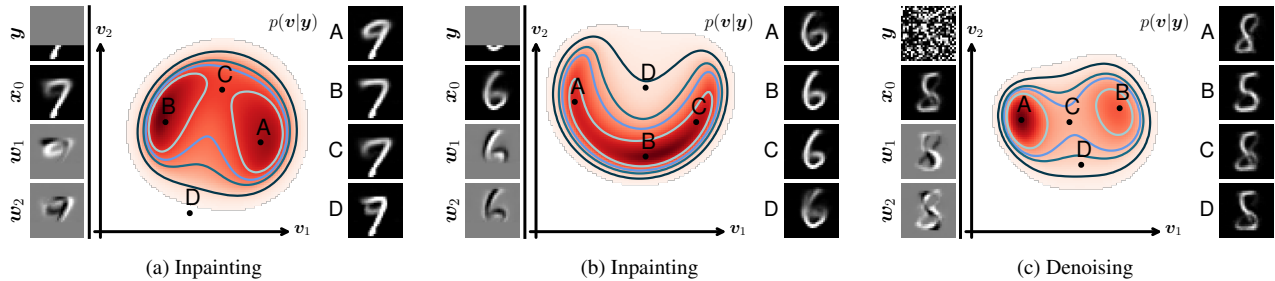 y
x₀
w₁
w₂
v₂
p(v|y)
C
B
A
D
v₁
A
B
C
D
(a) Inpainting
y
x₀
w₁
w₂
v₂
p(v|y)
D
A
C
B
v₁
A
B
C
D
(b) Inpainting
y
x₀
w₁
w₂
v₂
p(v|y)
A
C
B
D
v₁
A
B
C
D
(c) Denoising